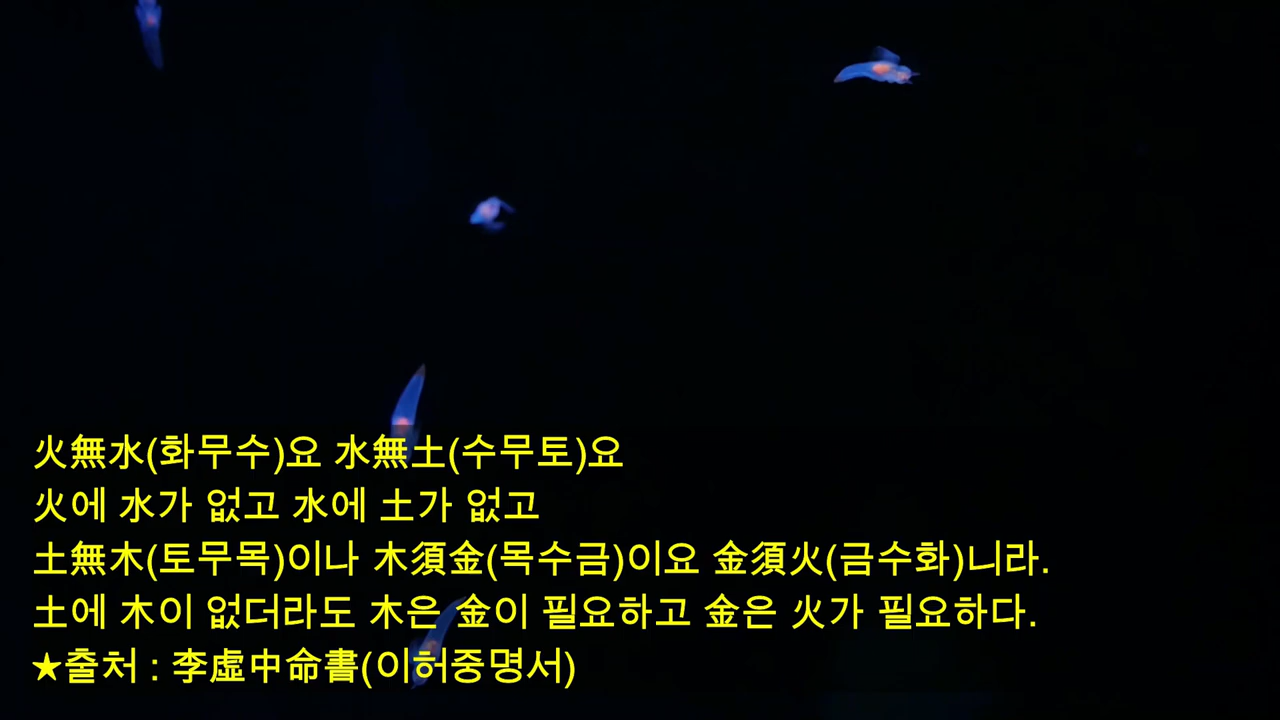 火無水(화무수)요 水無土(수무토)요
火에 水가 없고 水에 土가 없고
土無木(토무목)이나 木須金(목수금)이요 金須火(금수화)니라.
土에 木이 없더라도 木은 金이 필요하고 金은 火가 필요하다.
★출처 : 李虛中命書(이허중명서)